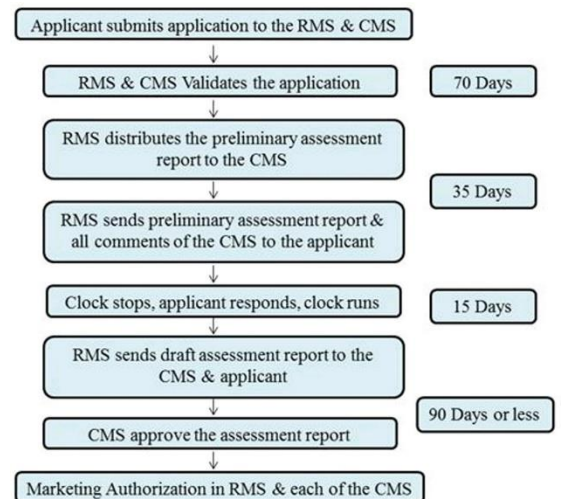 Applicant submits application to the RMS & CMS
RMS & CMS Validates the application
70 Days
RMS distributes the preliminary assessment
report to the CMS
35 Days
RMS sends preliminary assessment report &
all comments of the CMS to the applicant
Clock stops, applicant responds, clock runs
15 Days
RMS sends draft assessment report to the
CMS & applicant
90 Days or less
CMS approve the assessment report
Marketing Authorization in RMS & each of the CMS